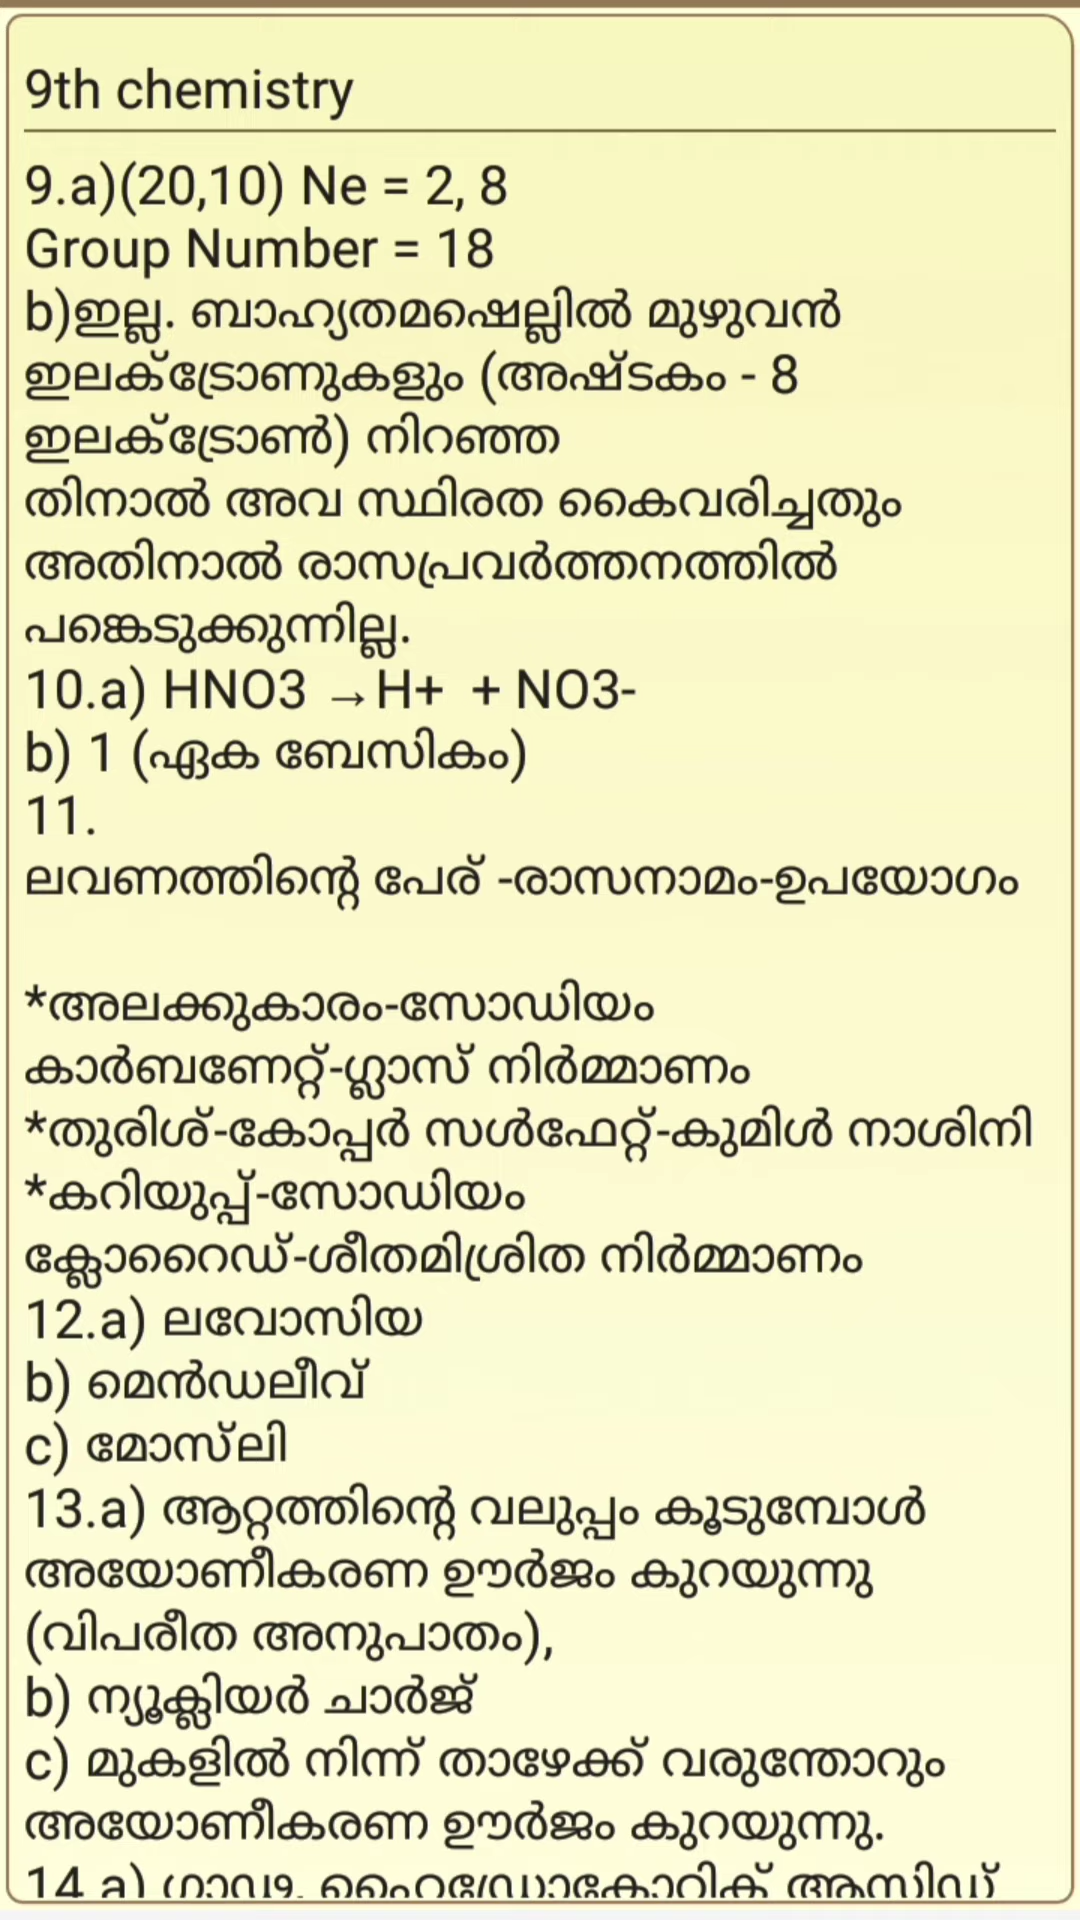 9th chemistry
9.a)(20,10) Ne = 2, 8
Group Number = 18
b)ഇല്ല. ബാഹ്യതമഷെല്ലിൽ മുഴുവൻ
ഇലക്ട്രോണുകളും (അഷ്ടകം - 8
ഇലക്ട്രോൺ) നിറഞ്ഞ
തിനാൽ അവ സ്ഥിരത കൈവരിച്ചതും
അതിനാൽ രാസപ്രവർത്തനത്തിൽ
പങ്കെടുക്കുന്നില്ല.
10.a) HNO3 →H+ + NO3-
b) 1 (ഏക ബേസികം)
11.
ലവണത്തിന്റെ പേര് -രാസനാമം-ഉപയോഗം
*അലക്കുകാരം-സോഡിയം
കാർബണേറ്റ്-ഗ്ലാസ് നിർമ്മാണം
*തുരിശ്-കോപ്പർ സൾഫേറ്റ്-കുമിൾ നാശിനി
*കറിയുപ്പ്-സോഡിയം
ക്ലോറൈഡ്-ശീതമിശ്രിത നിർമ്മാണം
12.a) ലവോസിയ
b) മെൻഡലീവ്
c) മോസ്‌ലി
13.a) ആറ്റത്തിന്റെ വലുപ്പം കൂടുമ്പോൾ
അയോണീകരണ ഊർജം കുറയുന്നു
(വിപരീത അനുപാതം),
b) ന്യൂക്ലിയർ ചാർജ്
c) മുകളിൽ നിന്ന് താഴേക്ക് വരുന്തോറും
അയോണീകരണ ഊർജം കുറയുന്നു.
14.a) ഗാഢ ഹൈഡ്രോക്ലോറിക് ആസിഡ്